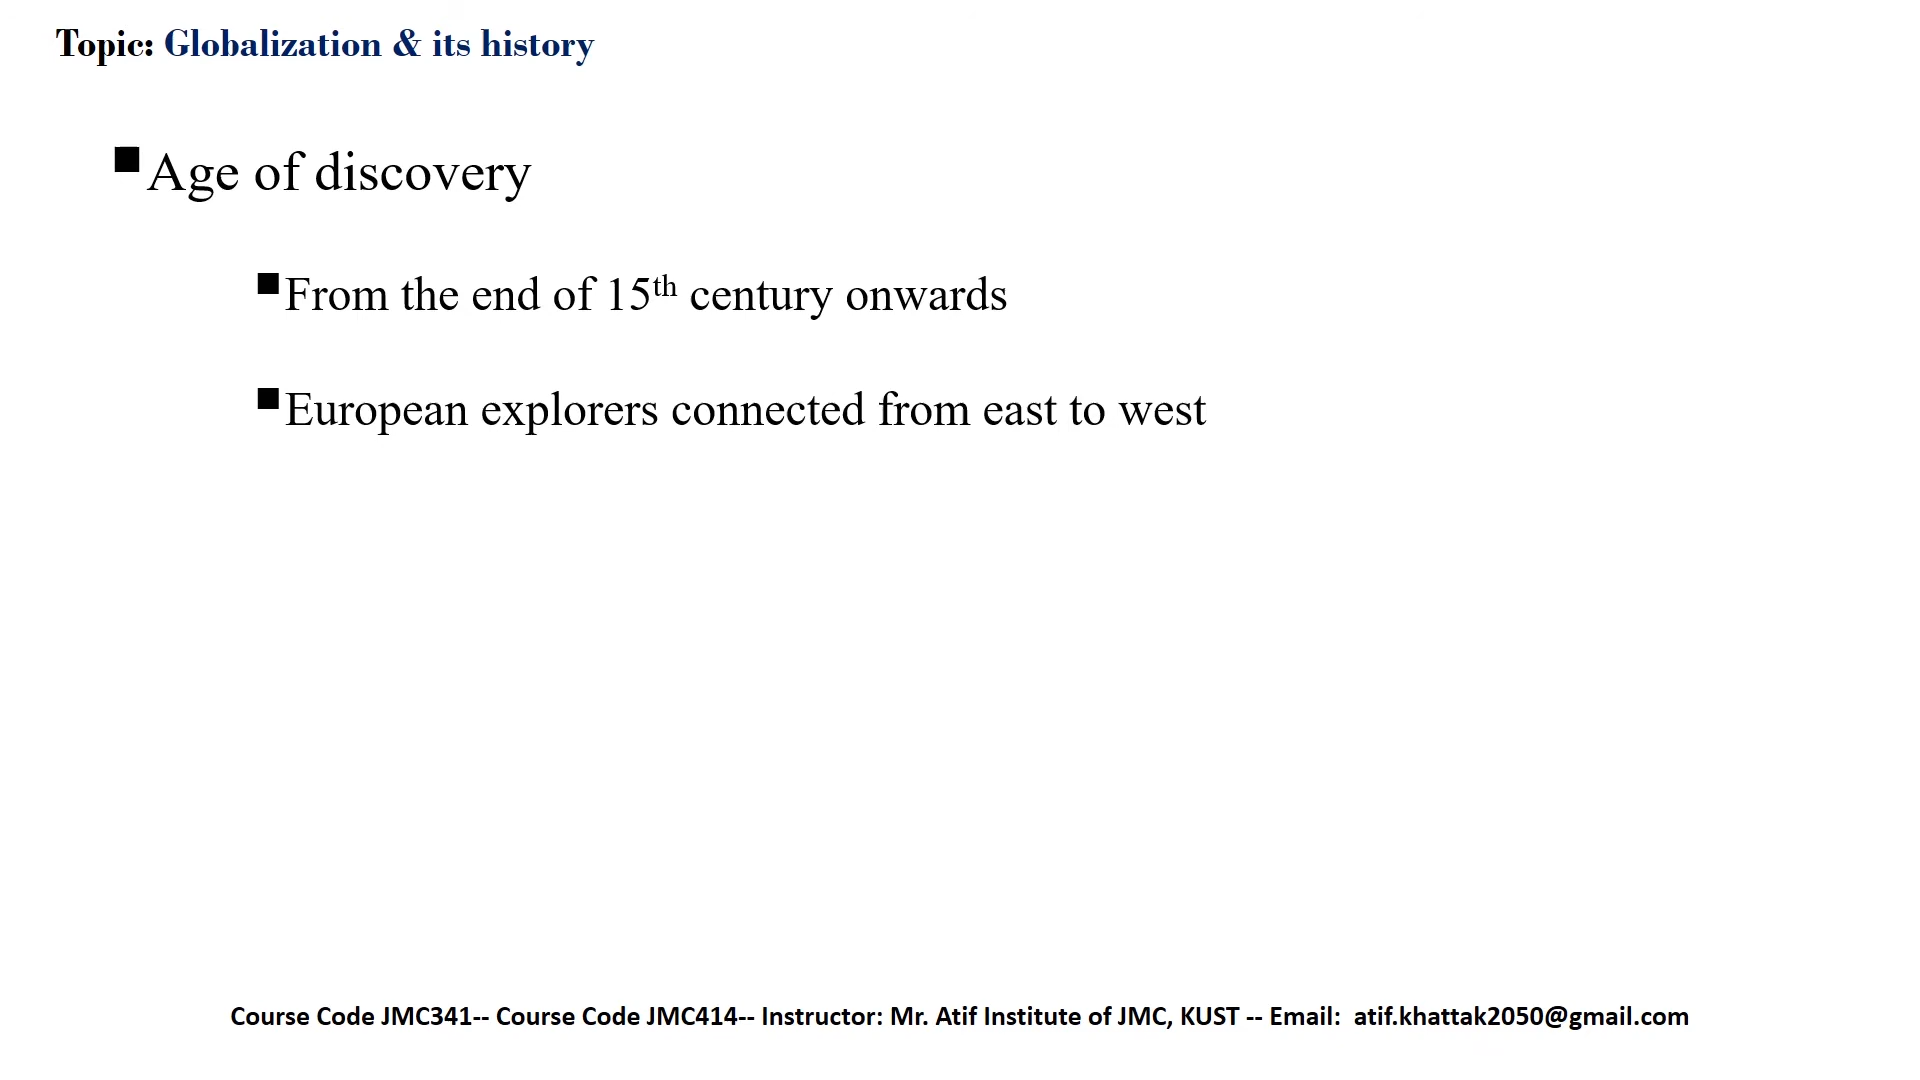 Topic: Globalization & its history
■Age of discovery
■From the end of 15th century onwards
■European explorers connected from east to west
Course Code JMC341-- Course Code JMC414-- Instructor: Mr. Atif Institute of JMC, KUST -- Email:  atif.khattak2050@gmail.com